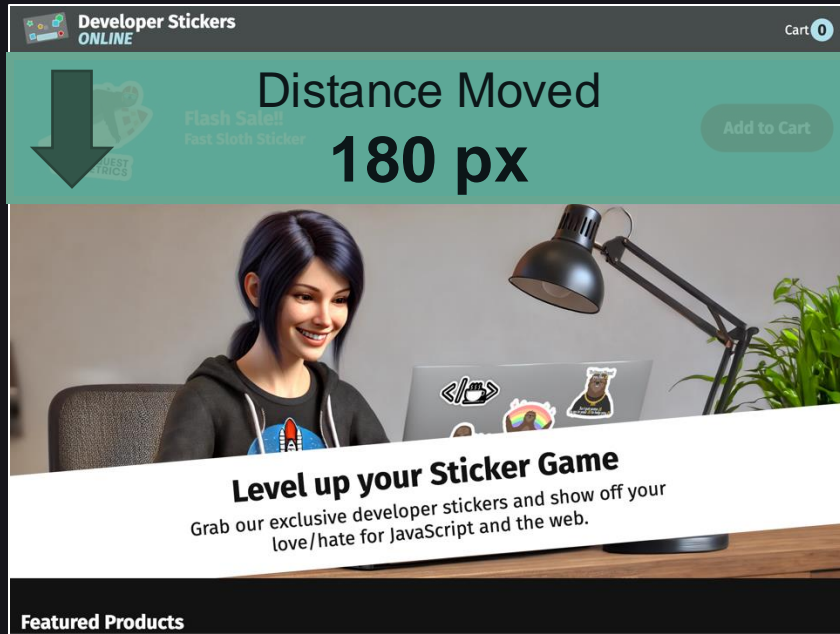 Developer Stickers
ONLINE
Cart 0
Distance Moved
180 px
Flash Sale!!
Fast Sloth Sticker
Add to Cart
Level up your Sticker Game
Grab our exclusive developer stickers and show off your
love/hate for JavaScript and the web.
Featured Products